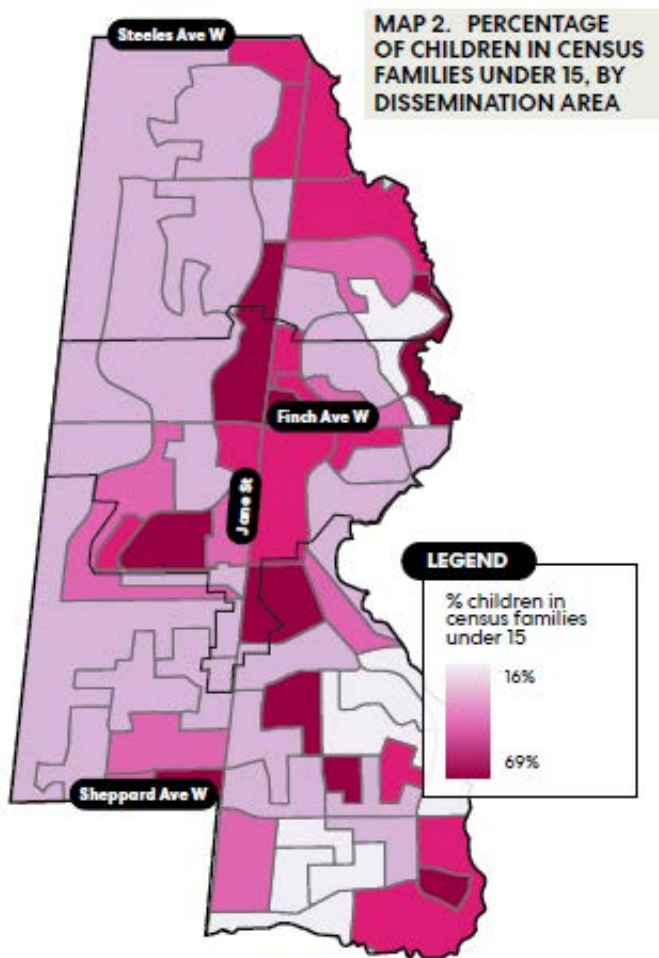 Steeles Ave W
MAP 2. PERCENTAGE
OF CHILDREN IN CENSUS
FAMILIES UNDER 15, BY
DISSEMINATION AREA
Finch Ave W
Jane St
LEGEND
% children in
census families
under 15
16%
69%
Sheppard Ave W